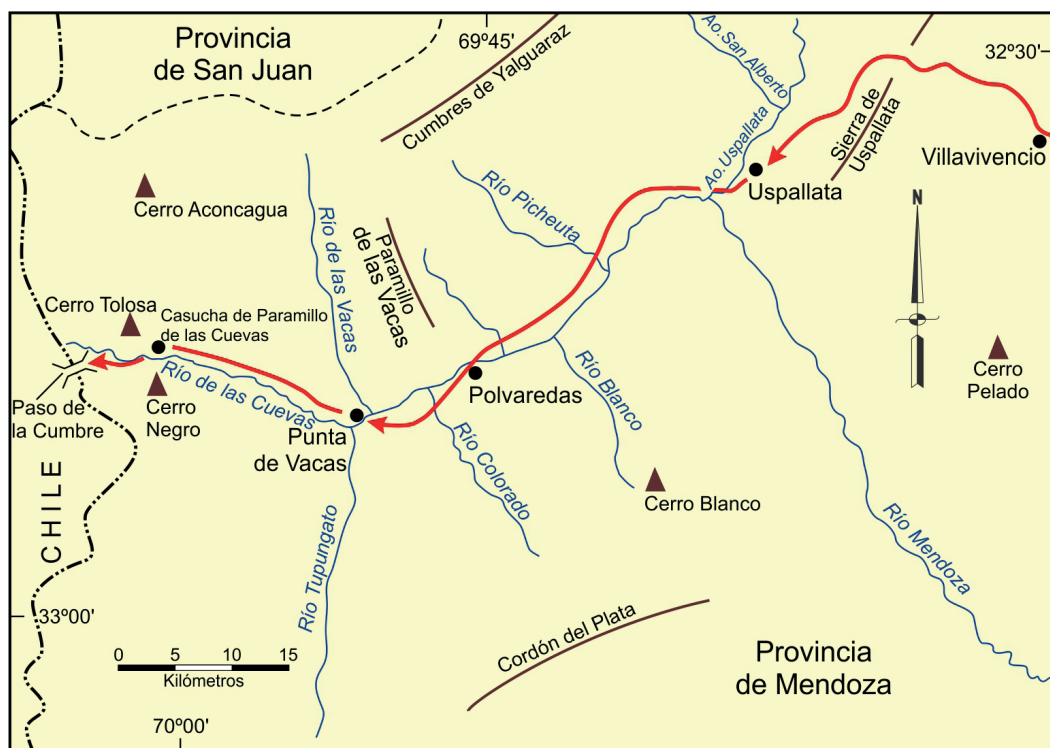 Provincia
de San Juan
69º45'
32º30'
Cumbres de Yalguaraz
Ao. San Alberto
Ao. Uspallata
Sierra de
Uspallata
Villavivencio
Uspallata
Cerro Aconcagua
Río de las Vacas
Paramillo
de las Vacas
Río Picheuta
N
Cerro Tolosa
Casucha de Paramillo
de las Cuevas
Río de las Cuevas
Paso de
la Cumbre
Cerro
Negro
Punta
de Vacas
Polvaredas
Río Blanco
Cerro
Pelado
Río Colorado
Cerro Blanco
CHILE
Río Tupungato
Río Mendoza
33º00'
0 5 10 15
Kilómetros
Cordón del Plata
Provincia
de Mendoza
70º00'